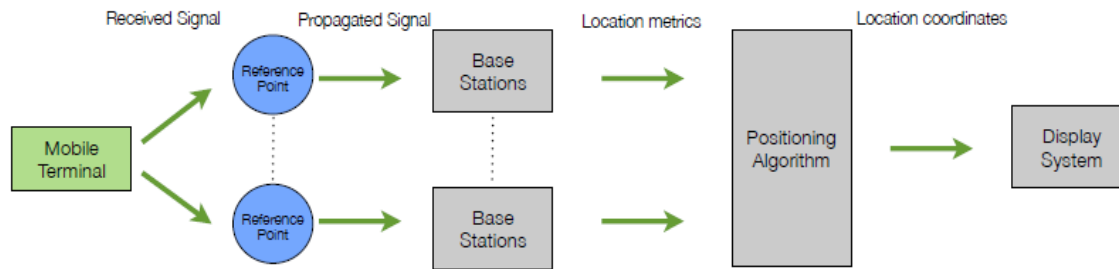 Received Signal
Propagated Signal
Location metrics
Location coordinates
Reference
Point
Base
Stations
Mobile
Terminal
Positioning
Algorithm
Display
System
Reference
Point
Base
Stations